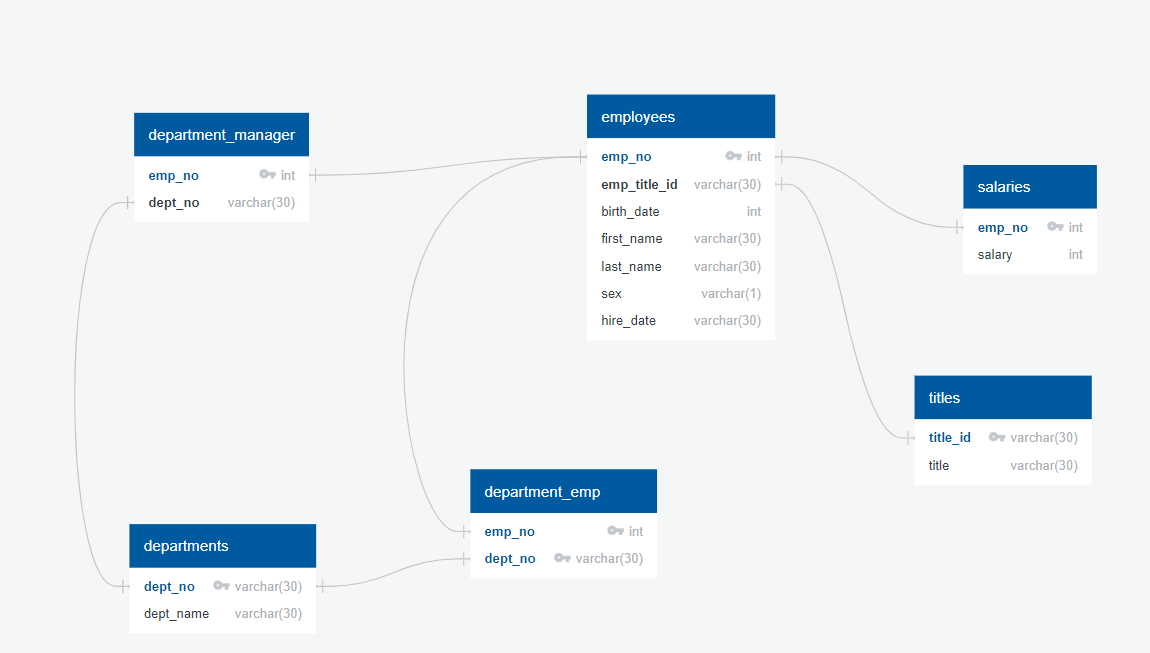 department_manager
emp_no int
dept_no varchar(30)
employees
emp_no int
emp_title_id varchar(30)
birth_date int
first_name varchar(30)
last_name varchar(30)
sex varchar(1)
hire_date varchar(30)
salaries
emp_no int
salary int
titles
title_id varchar(30)
title varchar(30)
department_emp
emp_no int
dept_no varchar(30)
departments
dept_no varchar(30)
dept_name varchar(30)